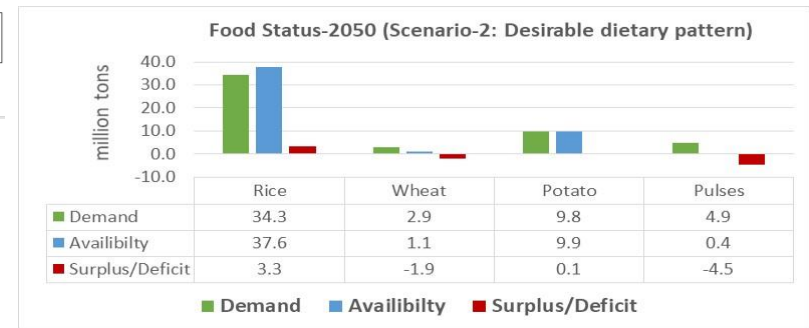 Food Status-2050 (Scenario-2: Desirable dietary pattern)
million tons
40.0
30.0
20.0
10.0
0.0
-10.0
Rice Wheat Potato Pulses
Demand 34.3 2.9 9.8 4.9
Availibilty 37.6 1.1 9.9 0.4
Surplus/Deficit 3.3 -1.9 0.1 -4.5
Demand Availibilty Surplus/Deficit